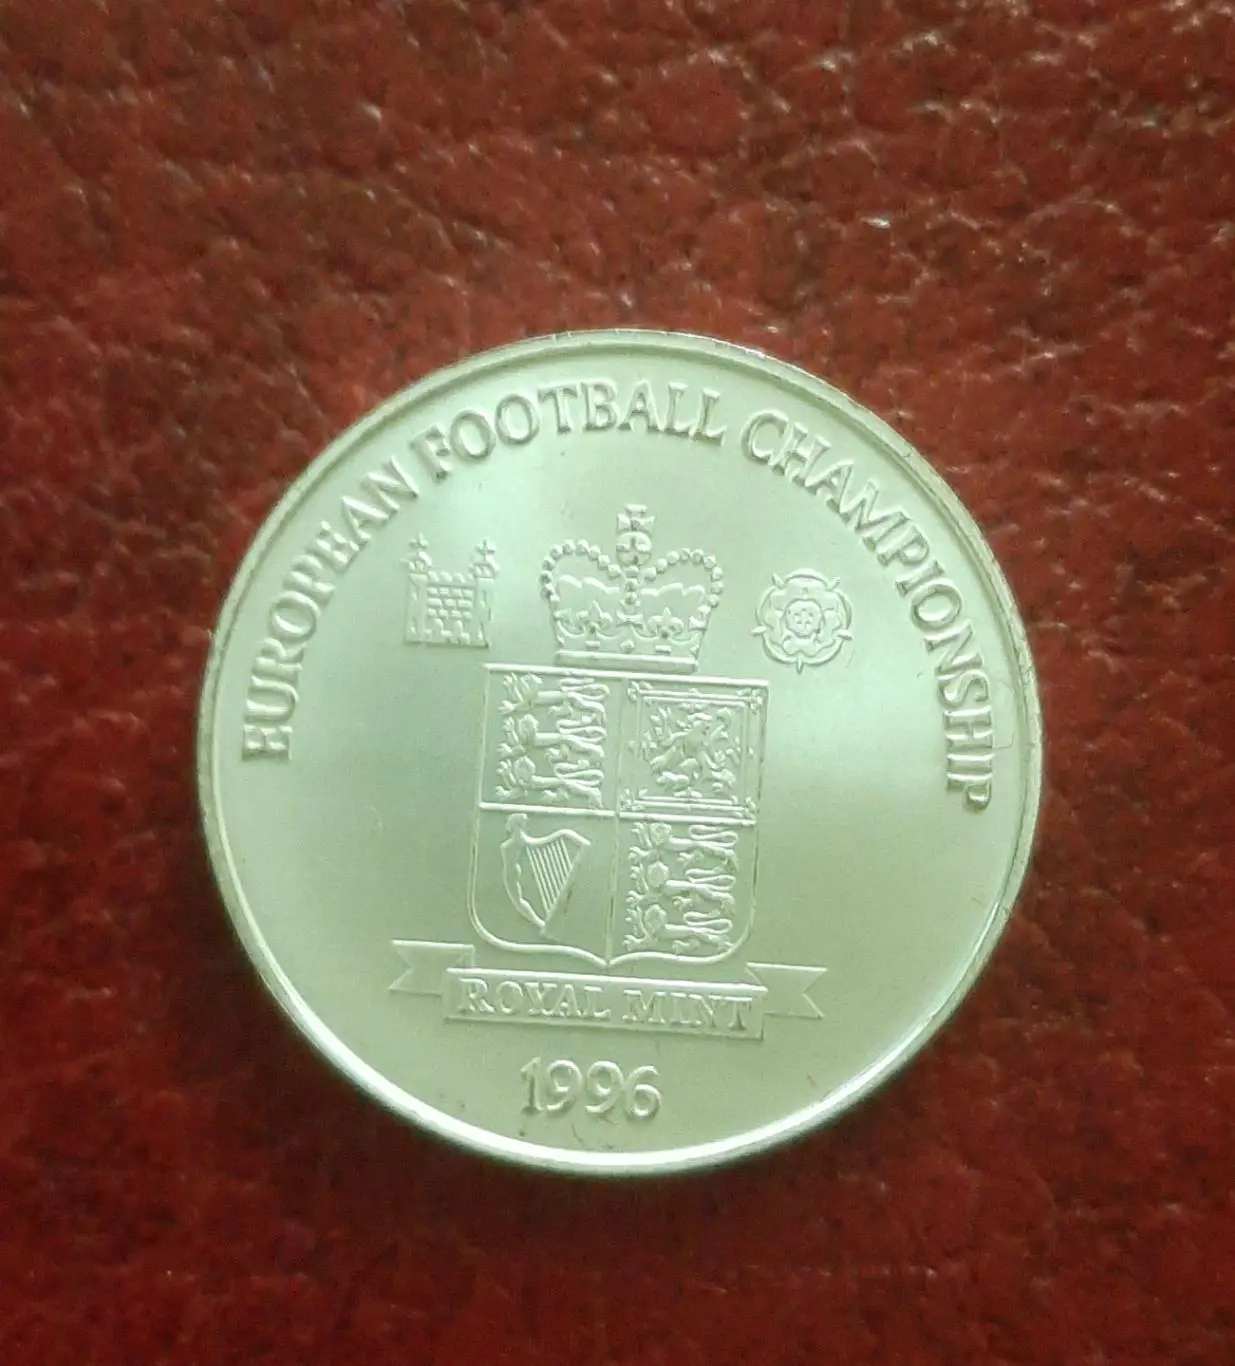 EUROPEAN FOOTBALL CHAMPIONSHIP
ROYAL MINT
1996